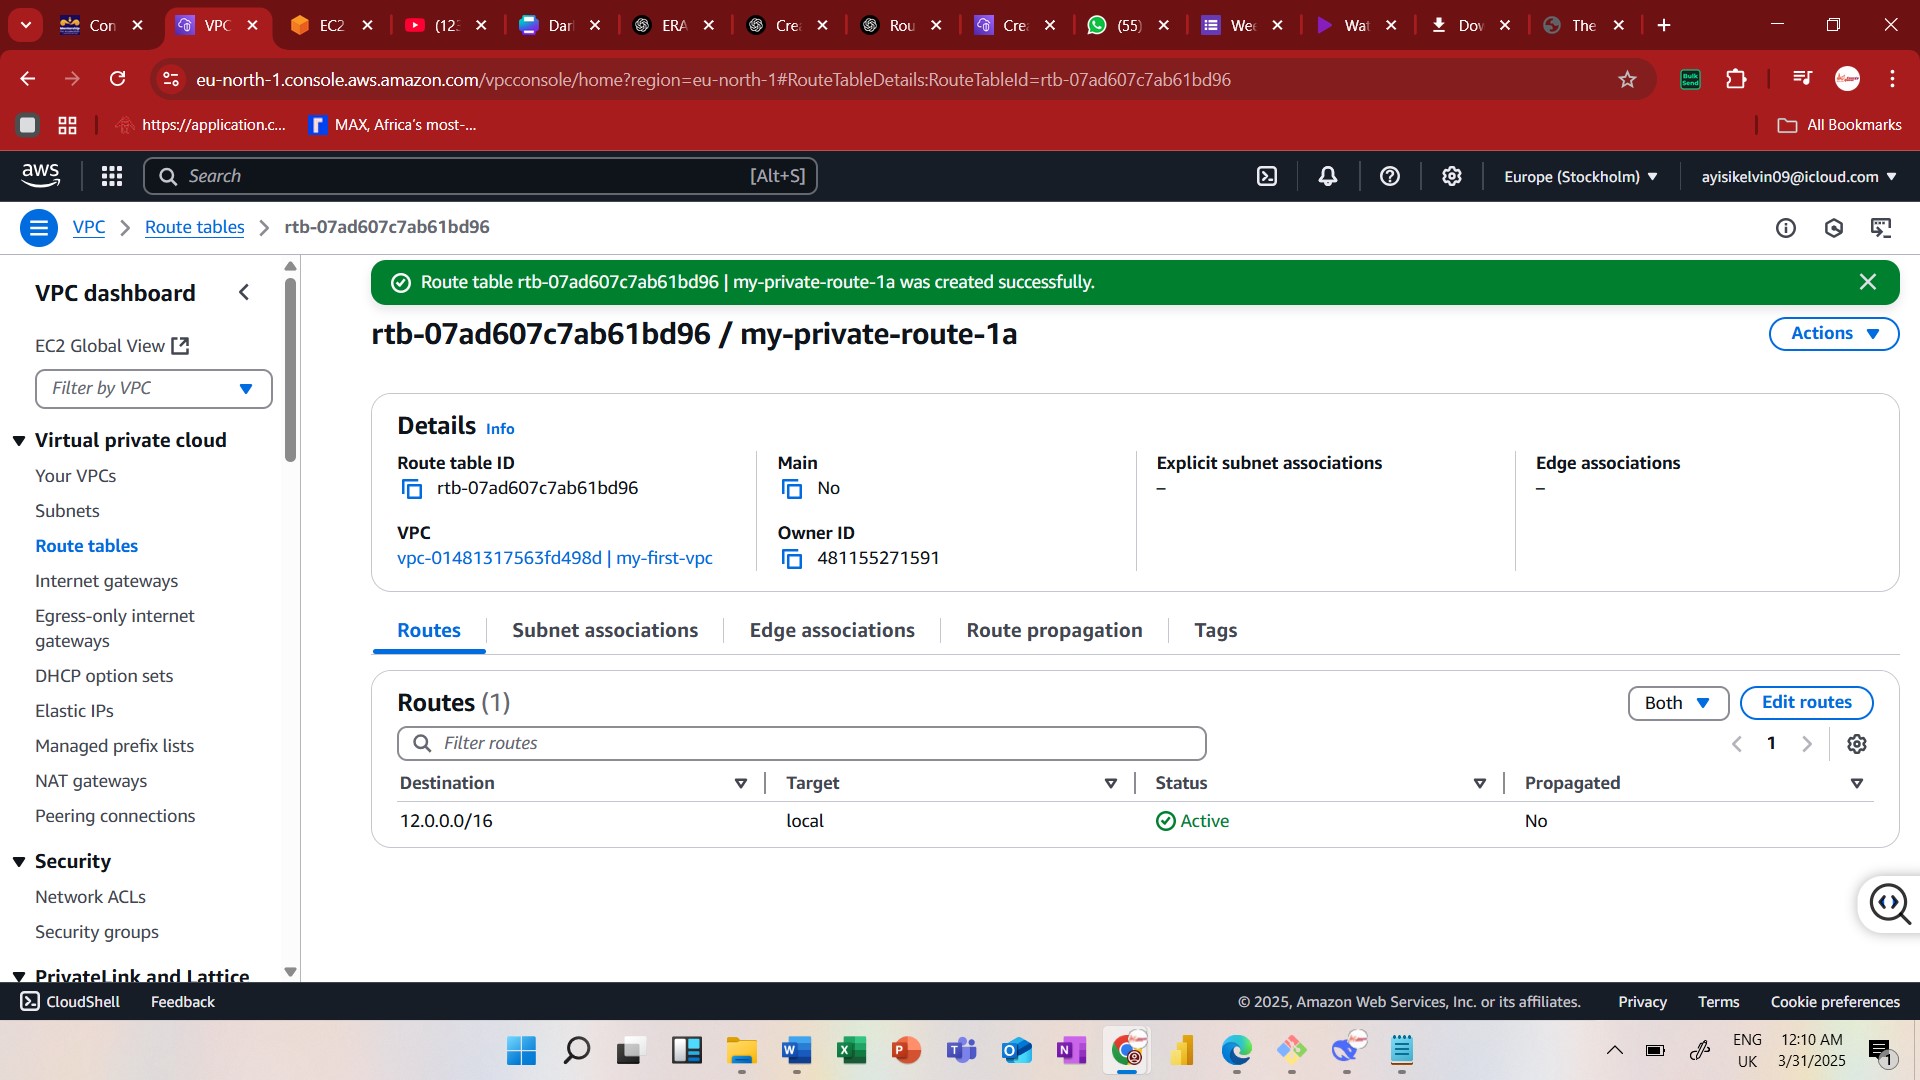 Con
VPC
EC2
(123
Dar
ERA
Crea
Rou
Crea
(55)
Wee
Wat
Dow
The
eu-north-1.console.aws.amazon.com/vpcconsole/home?region=eu-north-1#RouteTableDetails:RouteTableId=rtb-07ad607c7ab61bd96
Bulk
Send
https://application.c...
MAX, Africa's most-...
All Bookmarks
aws
Search
[Alt+S]
Europe (Stockholm)
ayisikelvin09@icloud.com
VPC
Route tables
rtb-07ad607c7ab61bd96
VPC dashboard
EC2 Global View
Filter by VPC
Virtual private cloud
Your VPCs
Subnets
Route tables
Internet gateways
Egress-only internet
gateways
DHCP option sets
Elastic IPs
Managed prefix lists
NAT gateways
Peering connections
Security
Network ACLs
Security groups
PrivateLink and Lattice
Route table rtb-07ad607c7ab61bd96 | my-private-route-1a was created successfully.
rtb-07ad607c7ab61bd96 / my-private-route-1a
Actions
Details Info
Route table ID
rtb-07ad607c7ab61bd96
Main
No
Explicit subnet associations
–
Edge associations
–
VPC
vpc-01481317563fd498d | my-first-vpc
Owner ID
481155271591
Routes
Subnet associations
Edge associations
Route propagation
Tags
Routes (1)
Both
Edit routes
Filter routes
1
Destination
Target
Status
Propagated
12.0.0.0/16
local
Active
No
CloudShell
Feedback
© 2025, Amazon Web Services, Inc. or its affiliates.
Privacy
Terms
Cookie preferences
ENG
UK
12:10 AM
3/31/2025
1